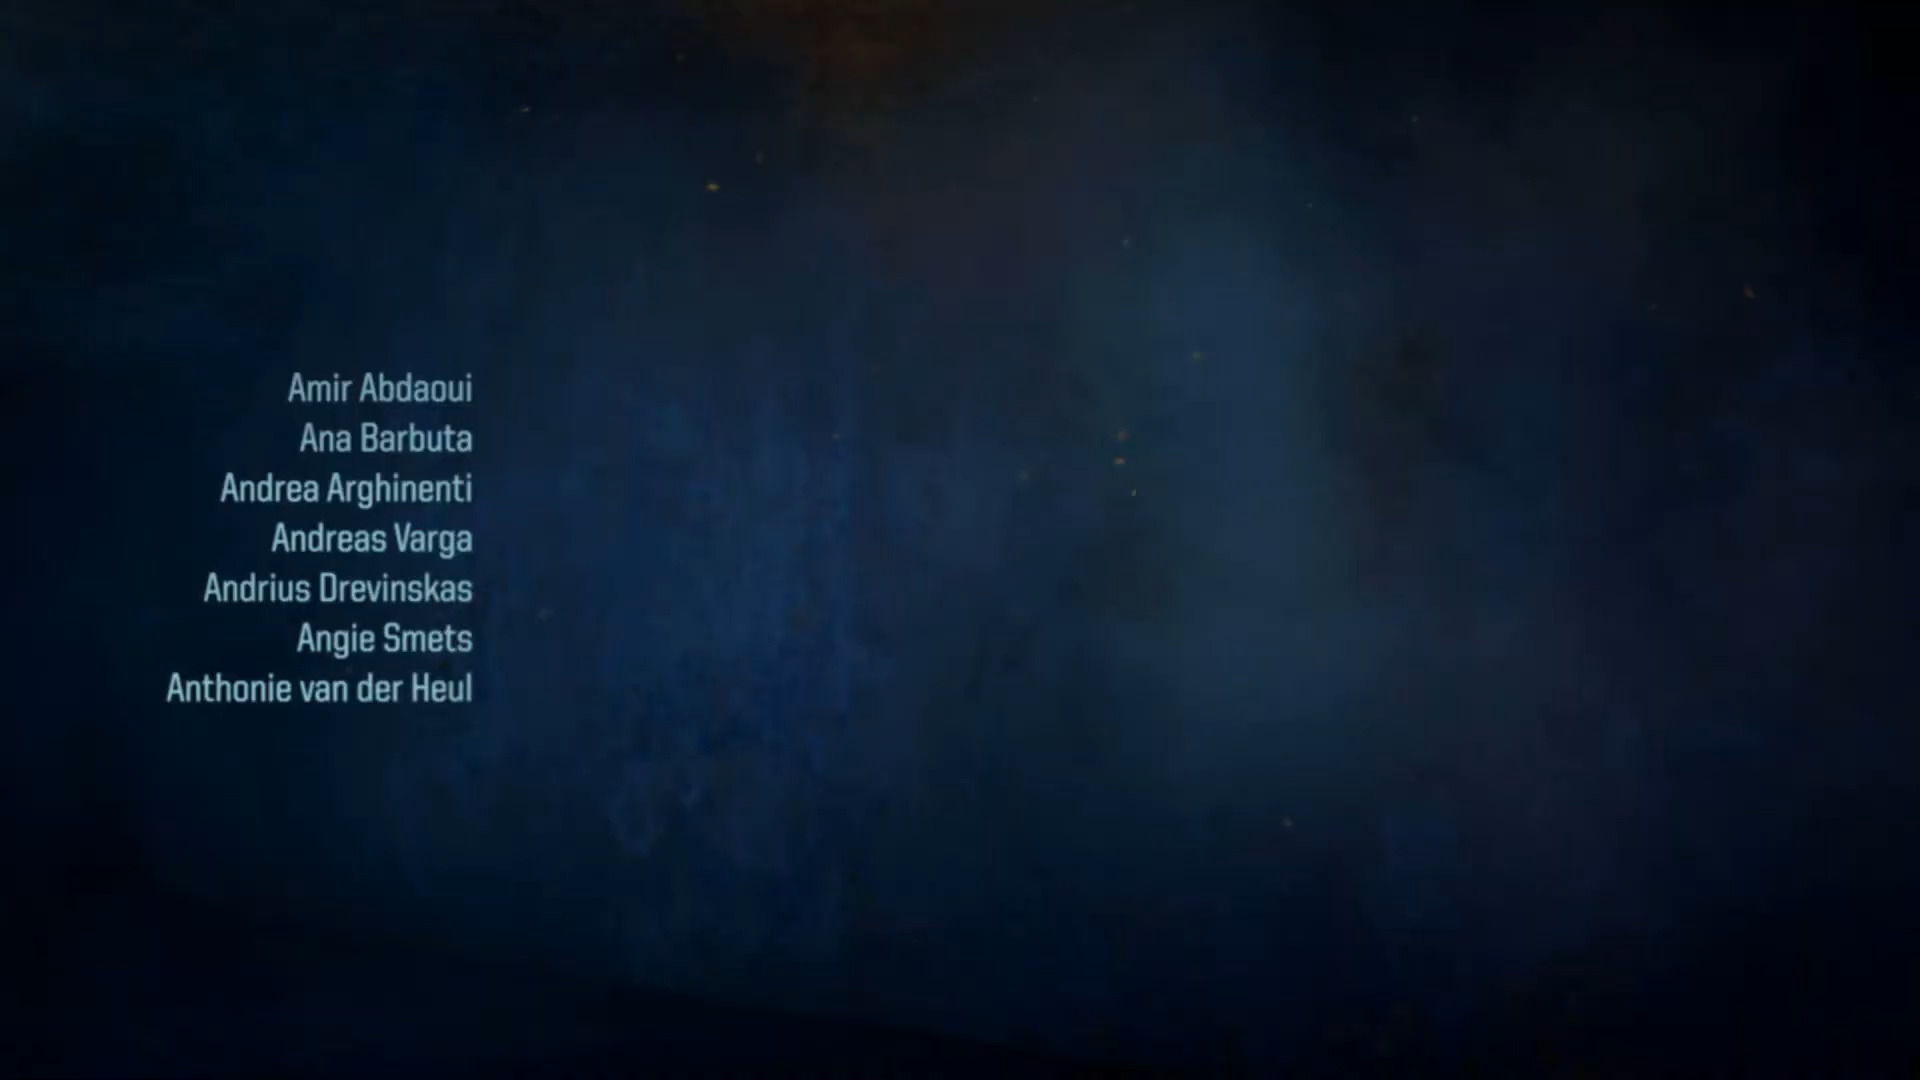 Amir Abdaoui
Ana Barbuta
Andrea Arghinenti
Andreas Varga
Andrius Drevinskas
Angie Smets
Anthonie van der Heul